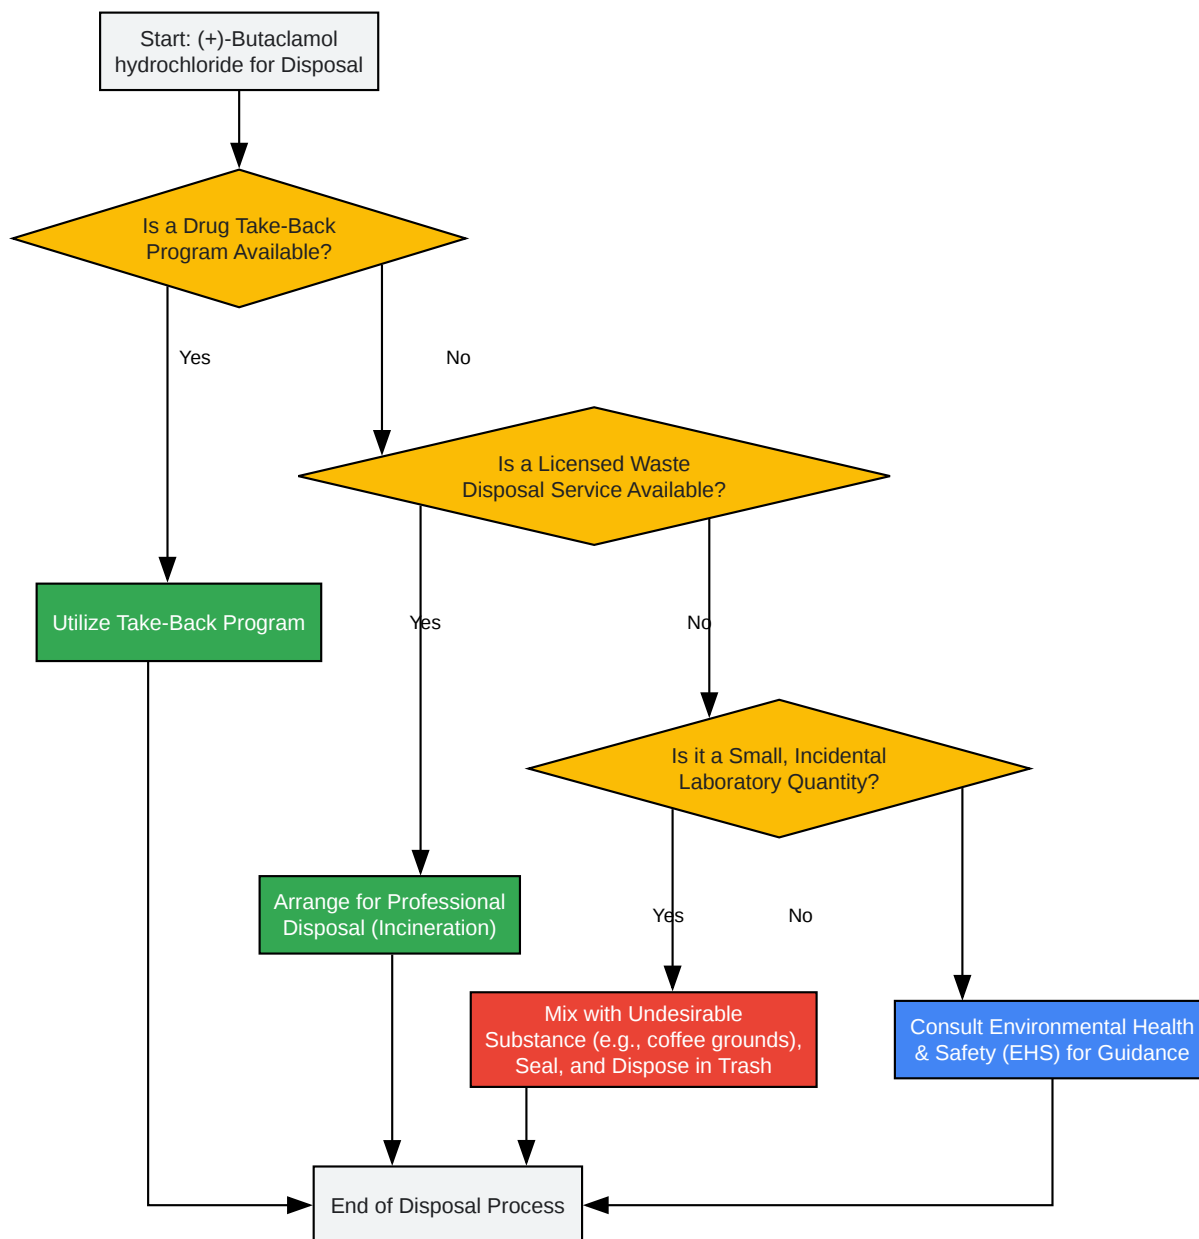 Start: (+)-Butaclamol
hydrochloride for Disposal
Is a Drug Take-Back
Program Available?
Yes
No
Is a Licensed Waste
Disposal Service Available?
Utilize Take-Back Program
Yes
No
Is it a Small, Incidental
Laboratory Quantity?
Arrange for Professional
Disposal (Incineration)
Yes
No
Mix with Undesirable
Substance (e.g., coffee grounds),
Seal, and Dispose in Trash
Consult Environmental Health
& Safety (EHS) for Guidance
End of Disposal Process